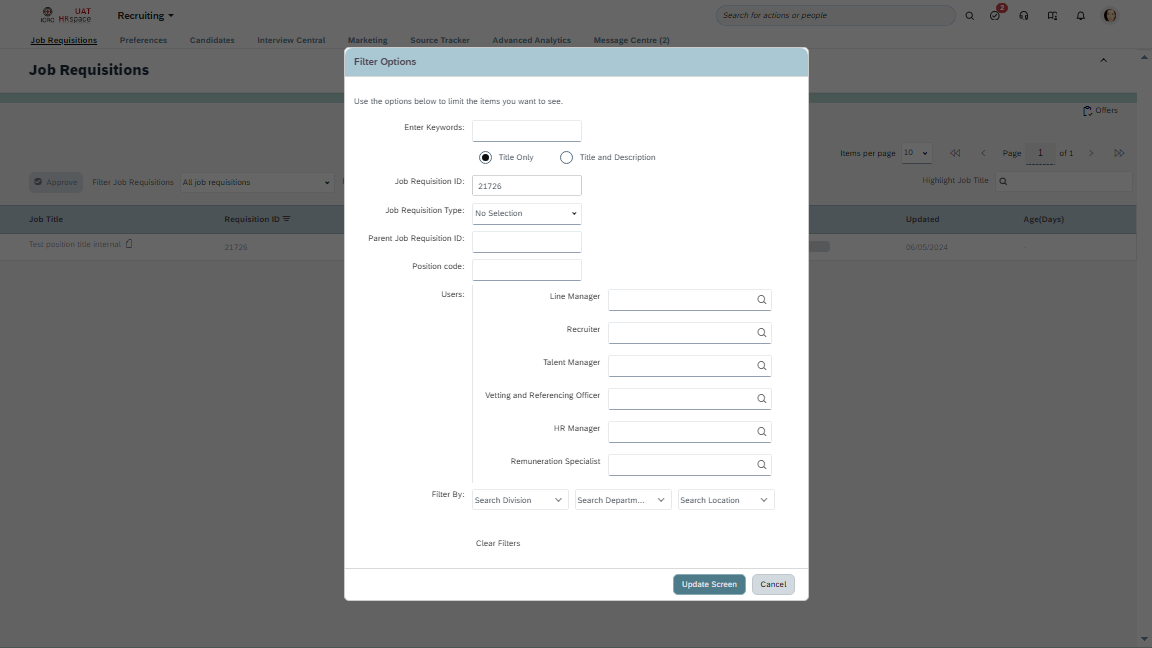 UAT
ICRC HRspace
Recruiting
Search for actions or people
2
Job Requisitions
Preferences
Candidates
Interview Central
Marketing
Source Tracker
Advanced Analytics
Message Centre (2)
Job Requisitions
Offers
Items per page 10
Page 1 of 1
Approve
Filter Job Requisitions
All job requisitions
Highlight Job Title
Job Title
Requisition ID
Updated
Age(Days)
Test position title internal
21726
06/05/2024
-
Filter Options
Use the options below to limit the items you want to see.
Enter Keywords:
Title Only
Title and Description
Job Requisition ID:
21726
Job Requisition Type:
No Selection
Parent Job Requisition ID:
Position code:
Users:
Line Manager
Recruiter
Talent Manager
Vetting and Referencing Officer
HR Manager
Remuneration Specialist
Filter By:
Search Division
Search Departm...
Search Location
Clear Filters
Update Screen
Cancel